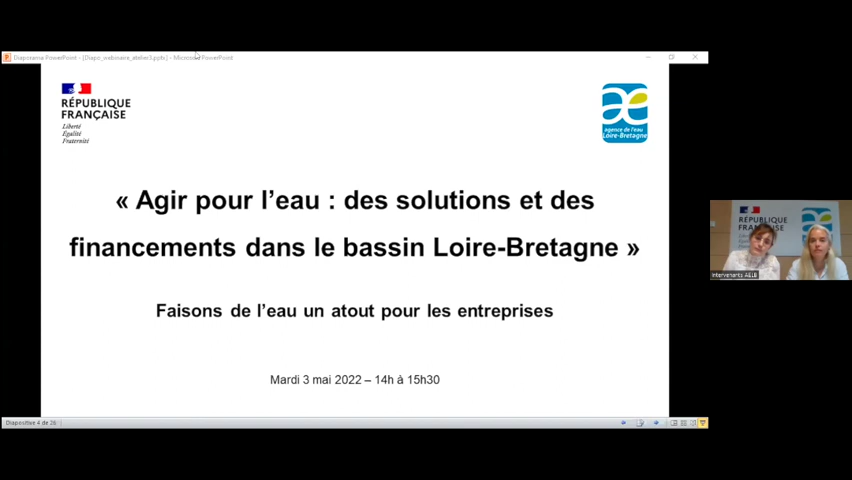 Diaporama PowerPoint - [Diapo_webinaire_atelier3.pptx] - Microsoft PowerPoint
RÉPUBLIQUE
FRANÇAISE
Liberté
Égalité
Fraternité
agence de l'eau
Loire-Bretagne
« Agir pour l’eau : des solutions et des
financements dans le bassin Loire-Bretagne »
Faisons de l’eau un atout pour les entreprises
Mardi 3 mai 2022 – 14h à 15h30
RÉPUBLIQUE
FRANÇAISE
Intervenants AELB
Diapositive 4 de 26